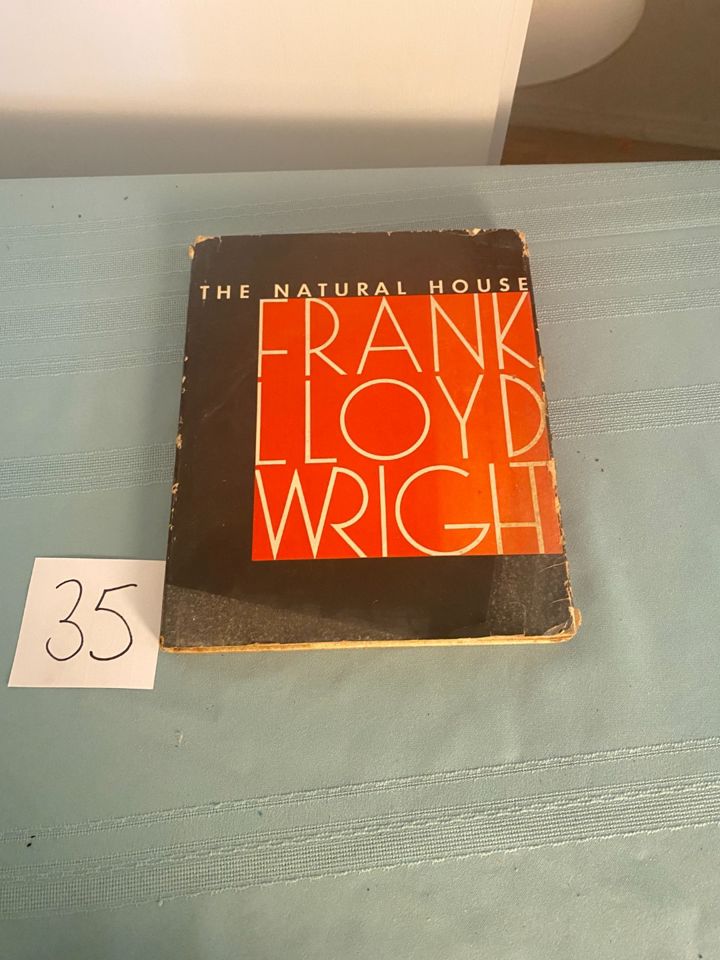 THE NATURAL HOUSE
FRANK
LLOYD
WRIGHT
35